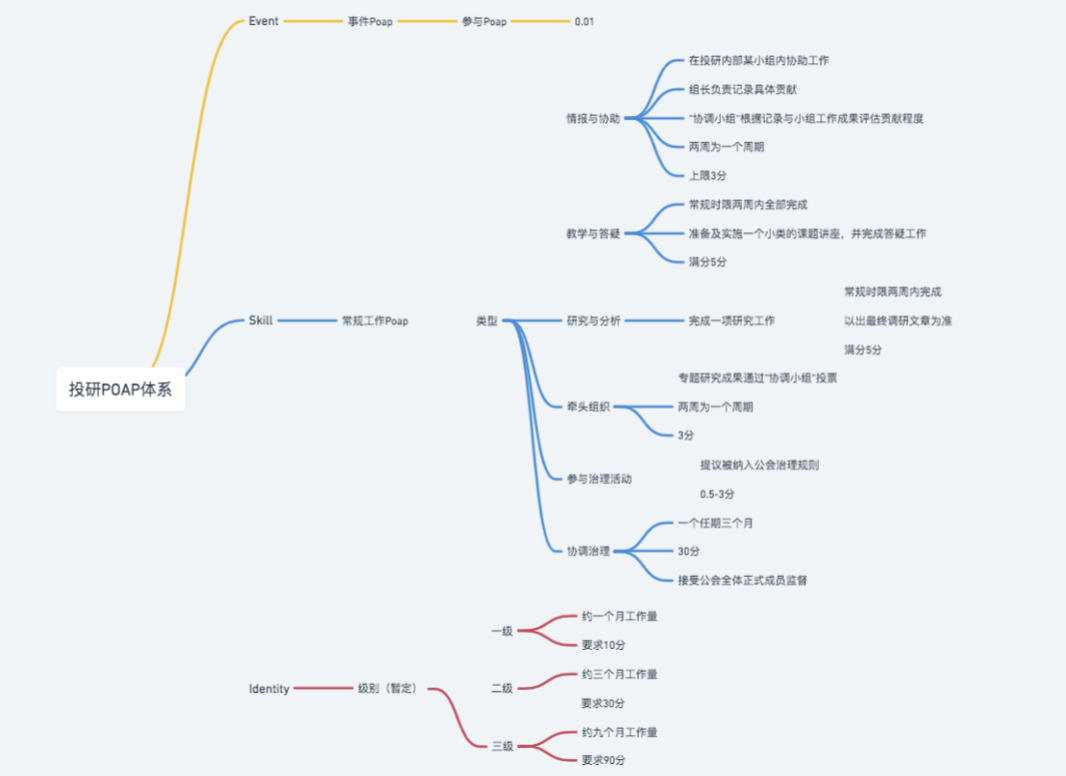 Event
事件Poap
参与Poap
0.01
在投研内部某小组内协助工作
组长负责记录具体贡献
情报与协助
"协调小组"根据记录与小组工作成果评估贡献程度
两周为一个周期
上限3分
常规时限两周内全部完成
教学与答疑
准备及实施一个小类的课题讲座，并完成答疑工作
满分5分
常规时限两周内完成
Skill
常规工作Poap
类型
研究与分析
完成一项研究工作
以出最终调研文章为准
满分5分
专题研究成果通过"协调小组"投票
投研POAP体系
牵头组织
两周为一个周期
3分
提议被纳入公会治理规则
参与治理活动
0.5-3分
一个任期三个月
协调治理
30分
接受公会全体正式成员监督
约一个月工作量
一级
要求10分
约三个月工作量
Identity
级别（暂定）
二级
要求30分
约九个月工作量
三级
要求90分